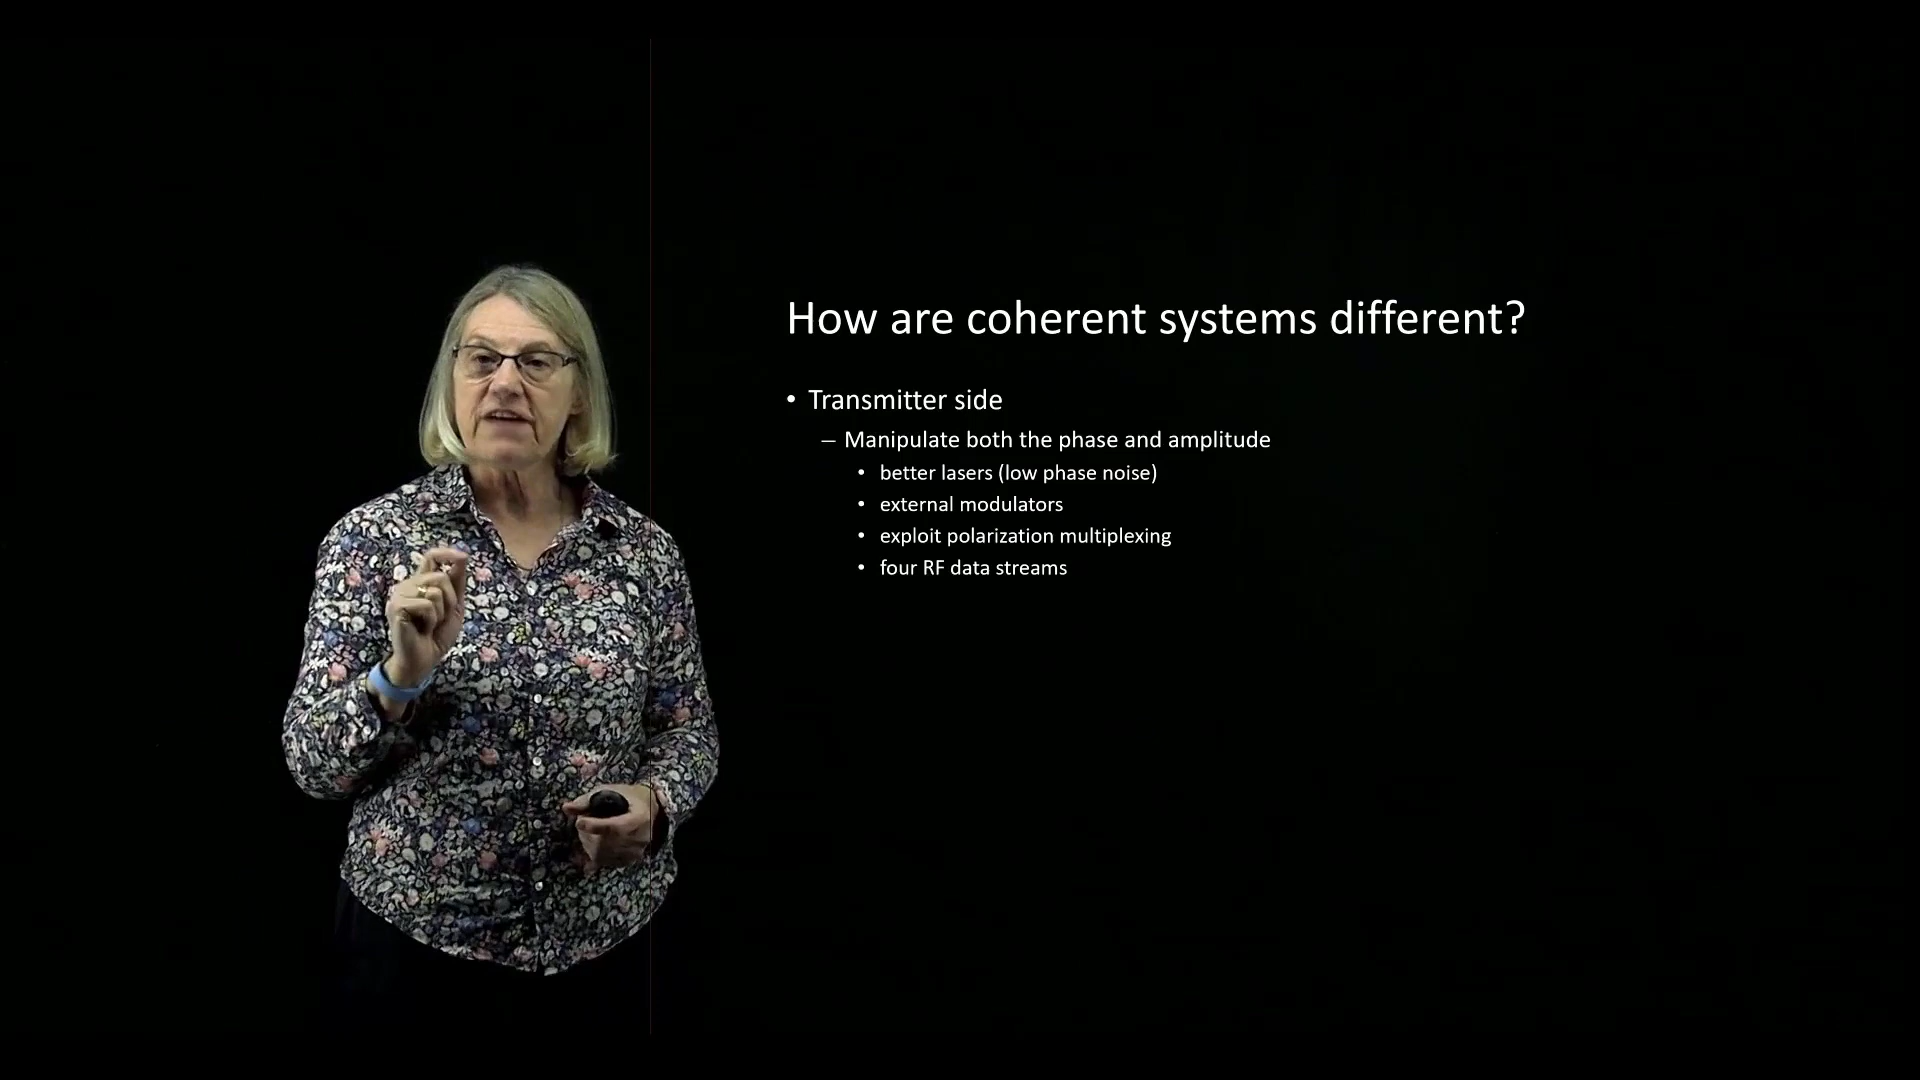 How are coherent systems different?
• Transmitter side
– Manipulate both the phase and amplitude
• better lasers (low phase noise)
• external modulators
• exploit polarization multiplexing
• four RF data streams